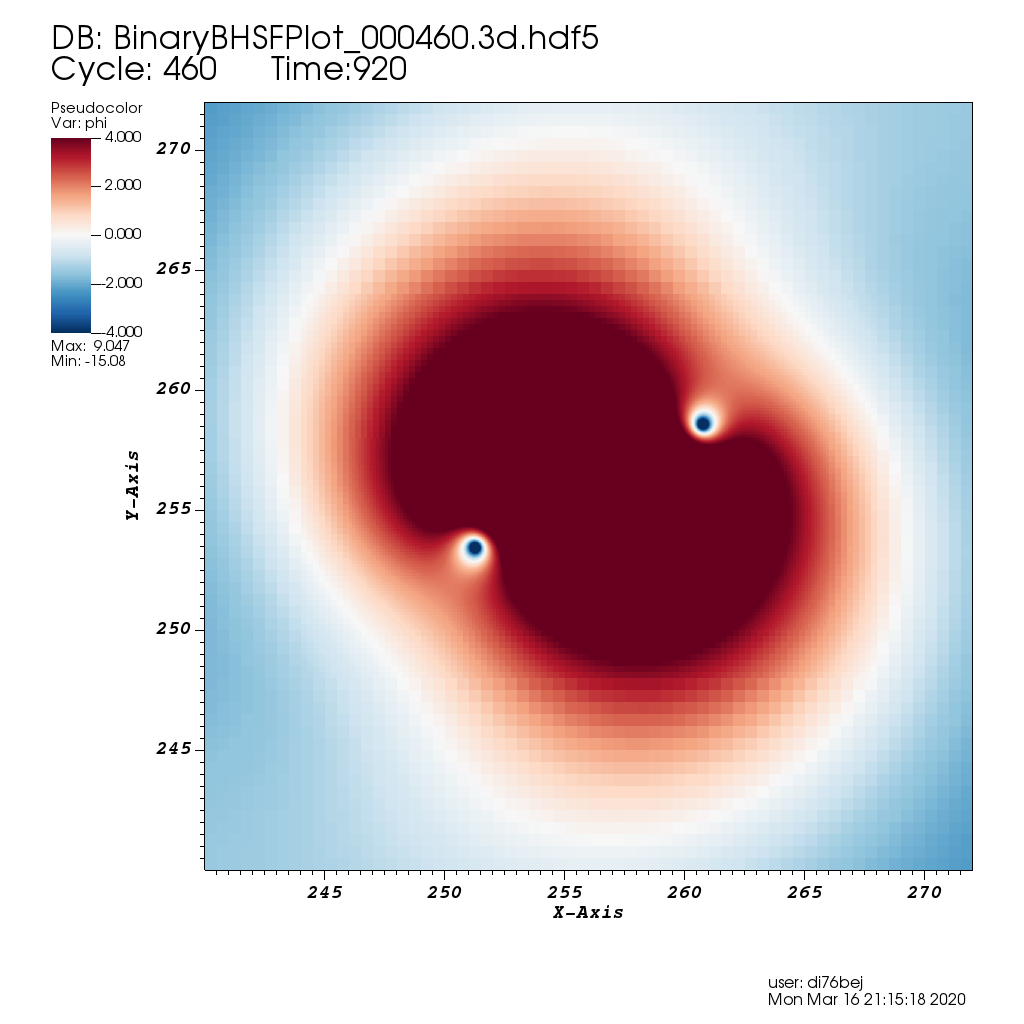 DB: BinaryBHSFPlot_000460.3d.hdf5
Cycle: 460 Time:920
Pseudocolor
Var: phi
4.000
2.000
0.000
-2.000
-4.000
Max: 9.047
Min: -15.08
270
265
260
255
250
245
Y-Axis
245 250 255 260 265 270
X-Axis
user: di76bej
Mon Mar 16 21:15:18 2020